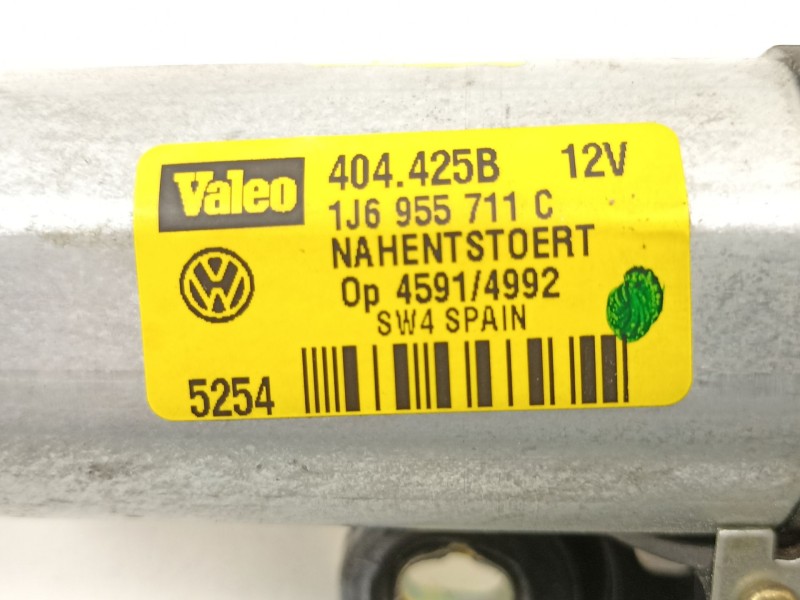 Valeo 404.425B 12V
1J6 955 711 C
NAHENTSTOERT
Op 4591/4992
SW4 SPAIN
5254